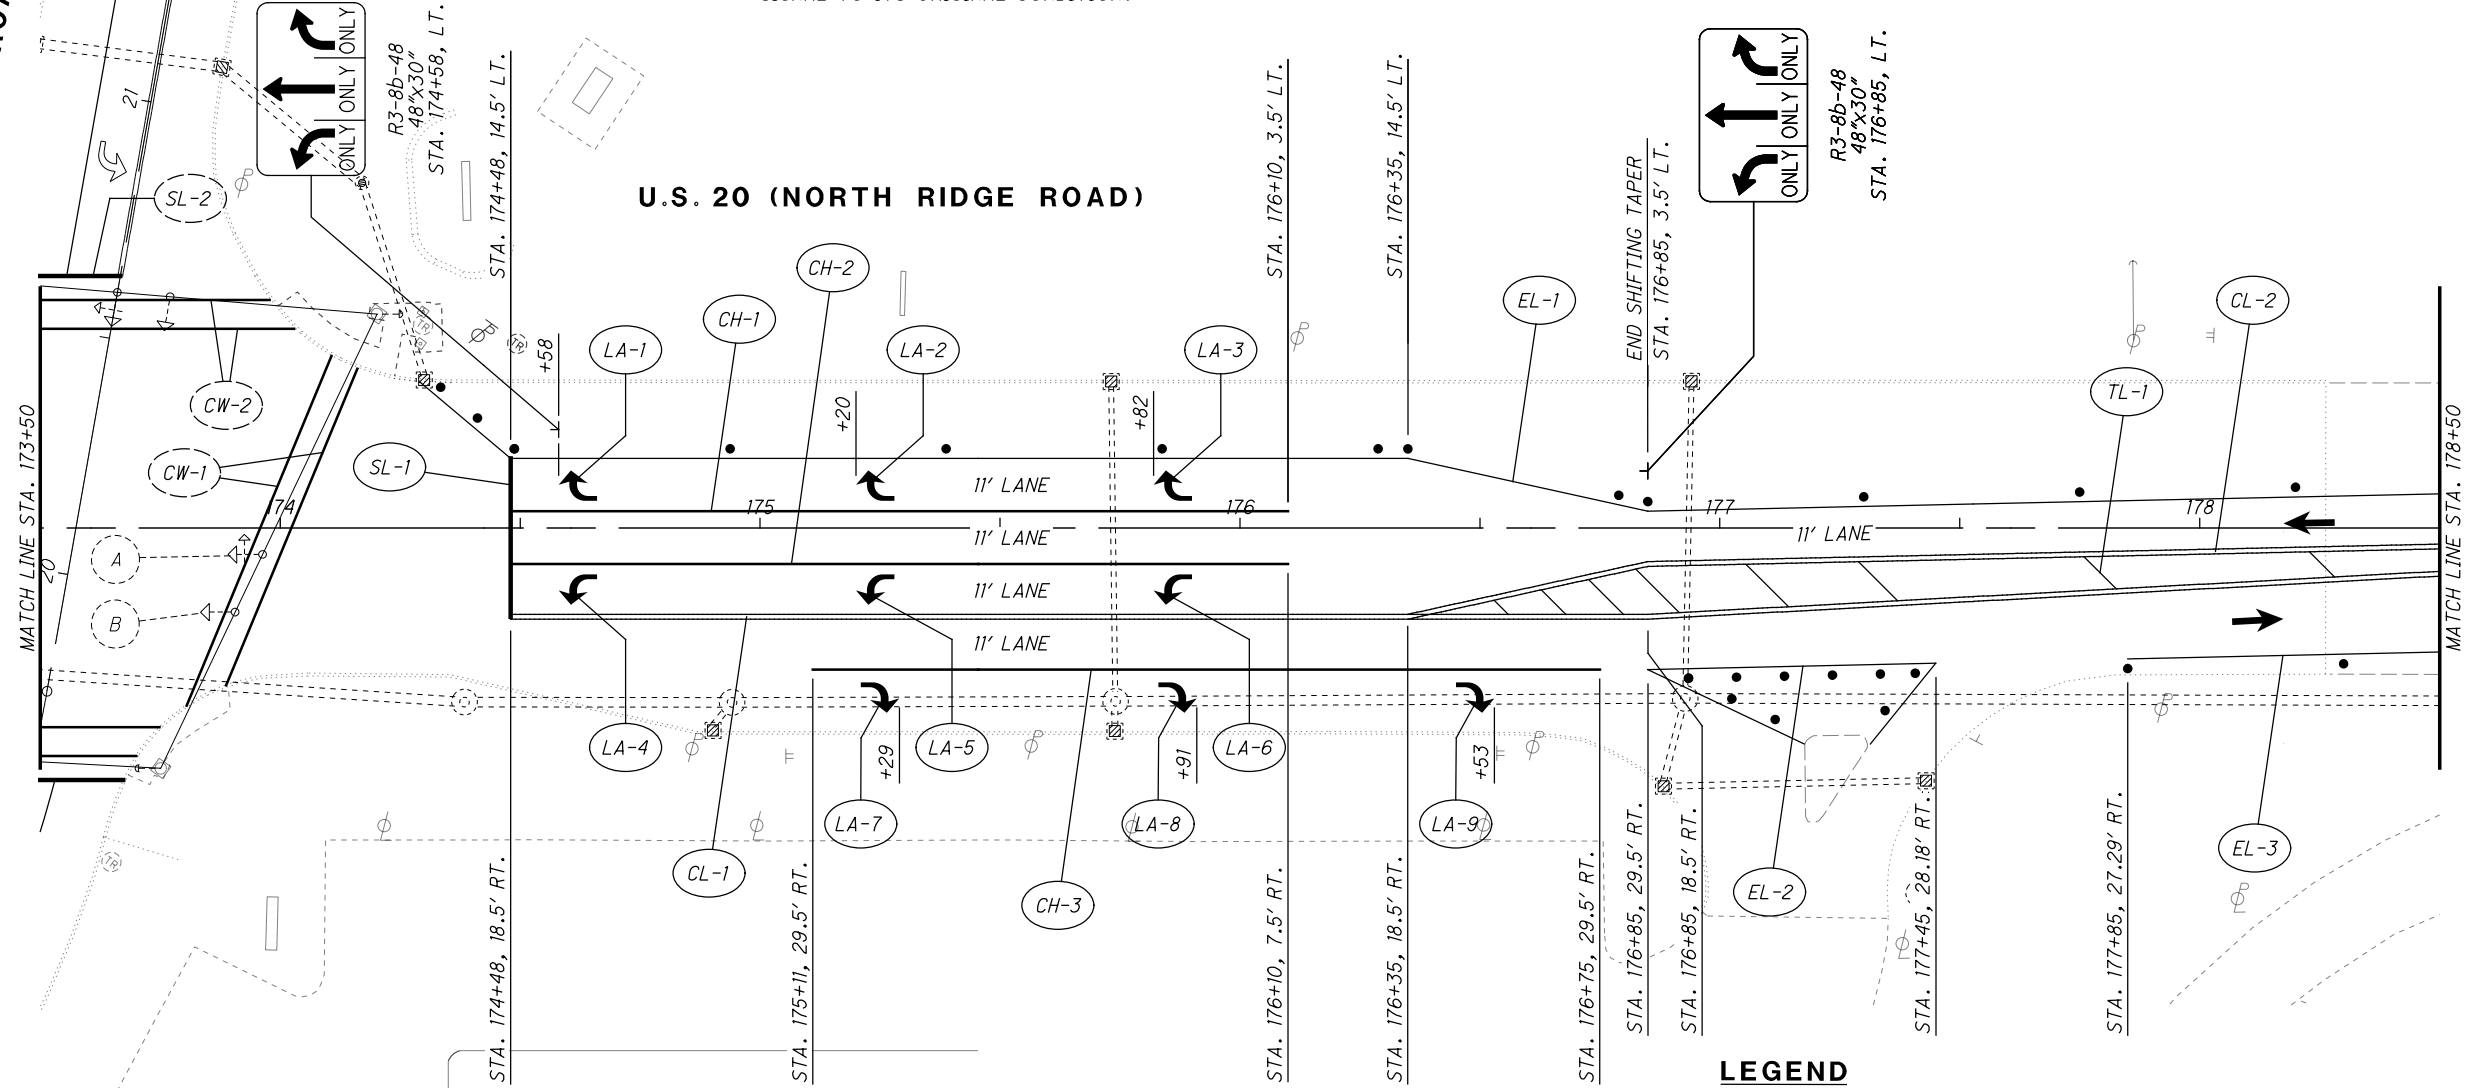 ONLY
ONLY
ONLY
R3-8b-48
48"x30"
STA. 174+58, LT.
STA. 174+48, 14.5' LT.
U.S. 20 (NORTH RIDGE ROAD)
STA. 176+10, 3.5' LT.
STA. 176+35, 14.5' LT.
END SHIFTING TAPER
STA. 176+85, 3.5' LT.
ONLY
ONLY
ONLY
R3-8b-48
48"x30"
STA. 176+85, LT.
21
SL-2
CH-2
CH-1
EL-1
CL-2
TR
TR
+58
LA-1
LA-2
LA-3
TL-1
CW-2
+20
+82
MATCH LINE STA. 173+50
MATCH LINE STA. 178+50
CW-1
SL-1
11' LANE
174
175
176
177
178
11' LANE
11' LANE
A
20
11' LANE
B
11' LANE
LA-4
LA-5
LA-6
+29
+91
+53
LA-7
LA-8
LA-9
TR
CL-1
CH-3
EL-2
EL-3
STA. 174+48, 18.5' RT.
STA. 175+11, 29.5' RT.
STA. 176+10, 7.5' RT.
STA. 176+35, 18.5' RT.
STA. 176+75, 29.5' RT.
STA. 176+85, 29.5' RT.
STA. 176+85, 18.5' RT.
STA. 177+45, 28.18' RT.
STA. 177+85, 27.29' RT.
LEGEND